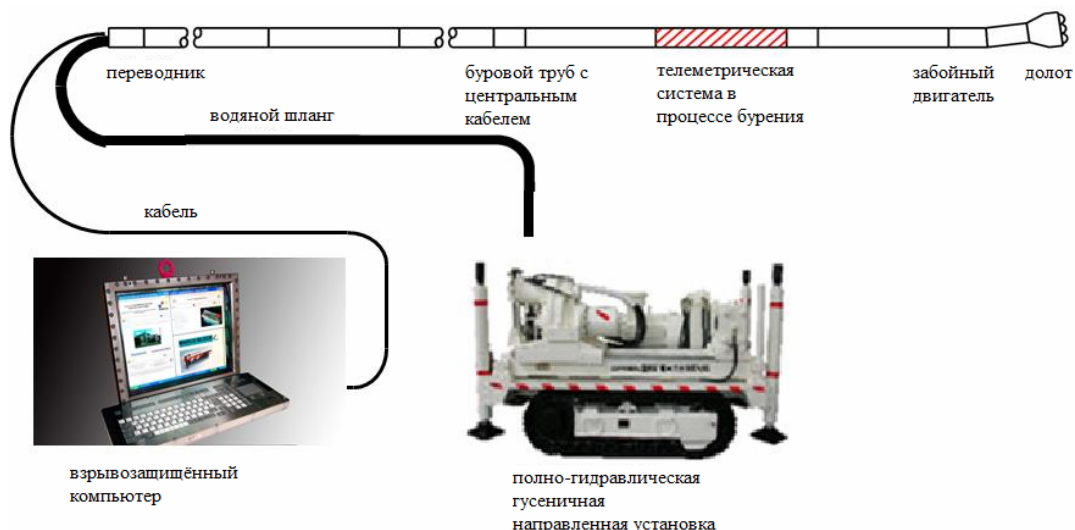 переводник
буровой труб с
центральным
кабелем
телеметрическая
система в
процессе бурения
забойный
двигатель
долот
водяной шланг
кабель
взрывозащищённый
компьютер
полно-гидравлическая
гусеничная
направленная установка